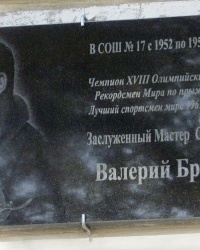 В СОШ № 17 с 1952 по 195
Чемпион XVIII Олимпийски
Рекордсмен Мира по прыж
Лучший спортсмен мира
Заслуженный Мастер С
Валерий Бр